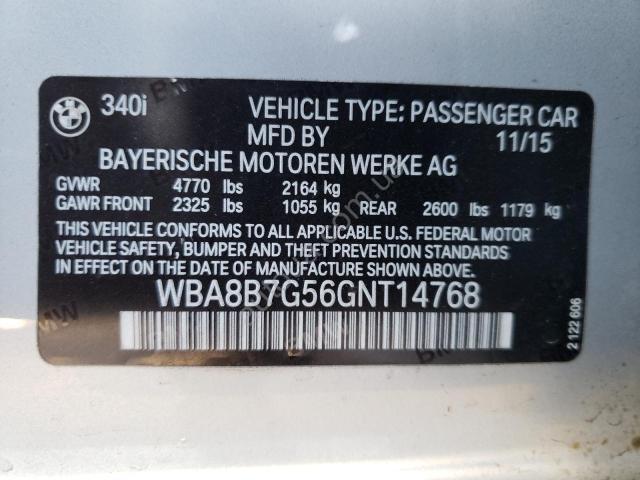 340i
VEHICLE TYPE: PASSENGER CAR
MFD BY 11/15
BAYERISCHE MOTOREN WERKE AG
GVWR 4770 lbs 2164 kg
GAWR FRONT 2325 lbs 1055 kg REAR 2600 lbs 1179 kg
THIS VEHICLE CONFORMS TO ALL APPLICABLE U.S. FEDERAL MOTOR
VEHICLE SAFETY, BUMPER AND THEFT PREVENTION STANDARDS
IN EFFECT ON THE DATE OF MANUFACTURE SHOWN ABOVE.
WBA8B7G56GNT14768
2 122 606